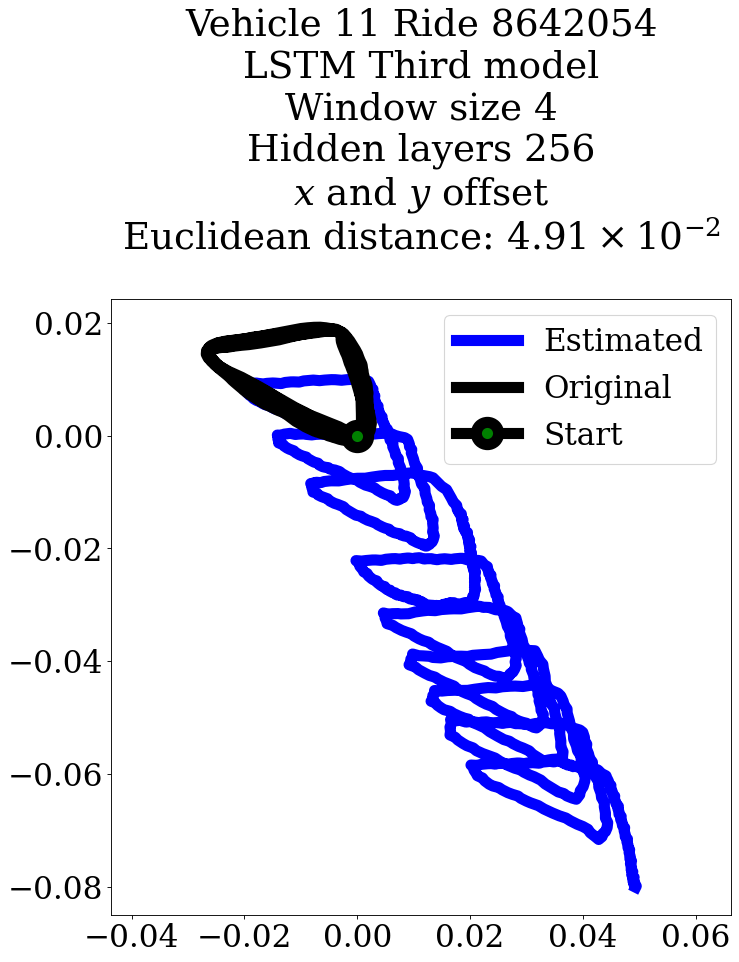 Vehicle 11 Ride 8642054
LSTM Third model
Window size 4
Hidden layers 256
x and y offset
Euclidean distance: 4.91 × 10⁻²
Estimated
Original
Start
0.02
0.00
−0.02
−0.04
−0.06
−0.08
−0.04 −0.02 0.00 0.02 0.04 0.06